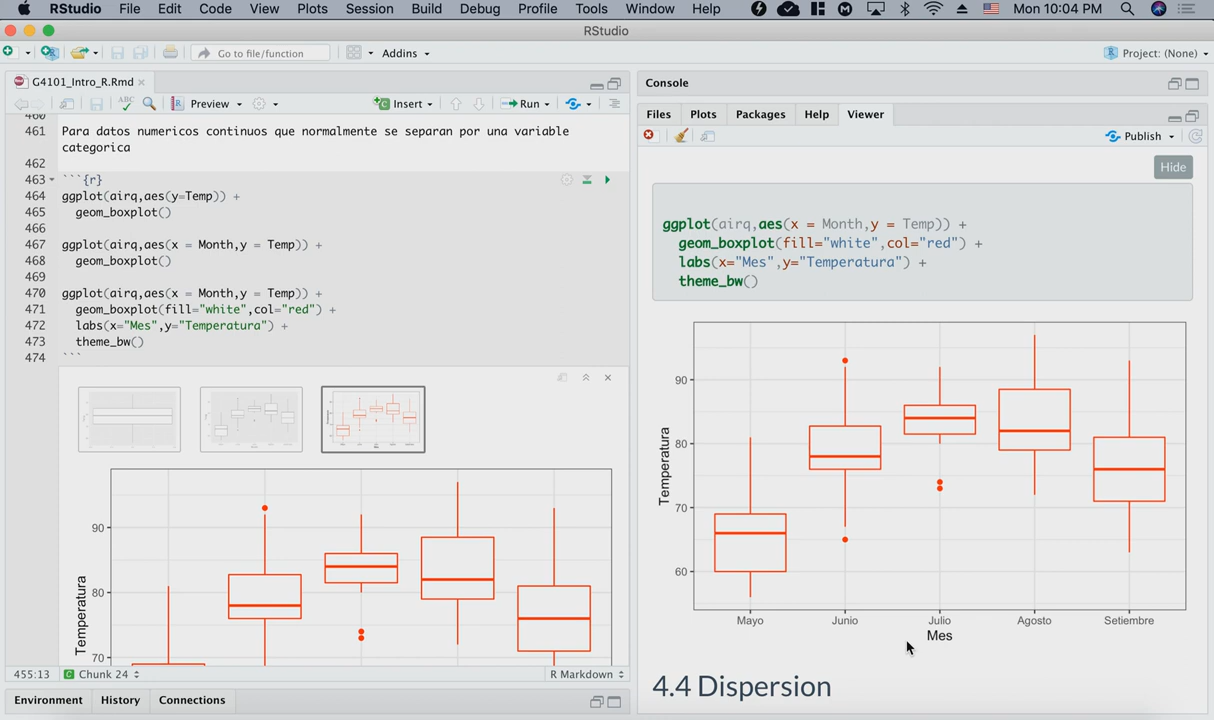 RStudio File Edit Code View Plots Session Build Debug Profile Tools Window Help Mon 10:04 PM
RStudio
Go to file/function Addins Project: (None)
G4101_Intro_R.Rmd
Preview Insert Run
460
461 Para datos numericos continuos que normalmente se separan por una variable
categorica
462
463 ```{r}
464 ggplot(airq,aes(y=Temp)) +
465 geom_boxplot()
466
467 ggplot(airq,aes(x = Month,y = Temp)) +
468 geom_boxplot()
469
470 ggplot(airq,aes(x = Month,y = Temp)) +
471 geom_boxplot(fill="white",col="red") +
472 labs(x="Mes",y="Temperatura") +
473 theme_bw()
474 ```
90
80
70
Temperatura
455:13 Chunk 24 R Markdown
Environment History Connections
Console
Files Plots Packages Help Viewer
Publish
Hide
ggplot(airq,aes(x = Month,y = Temp)) +
geom_boxplot(fill="white",col="red") +
labs(x="Mes",y="Temperatura") +
theme_bw()
90
80
70
60
Temperatura
Mayo Junio Julio Agosto Setiembre
Mes
4.4 Dispersion